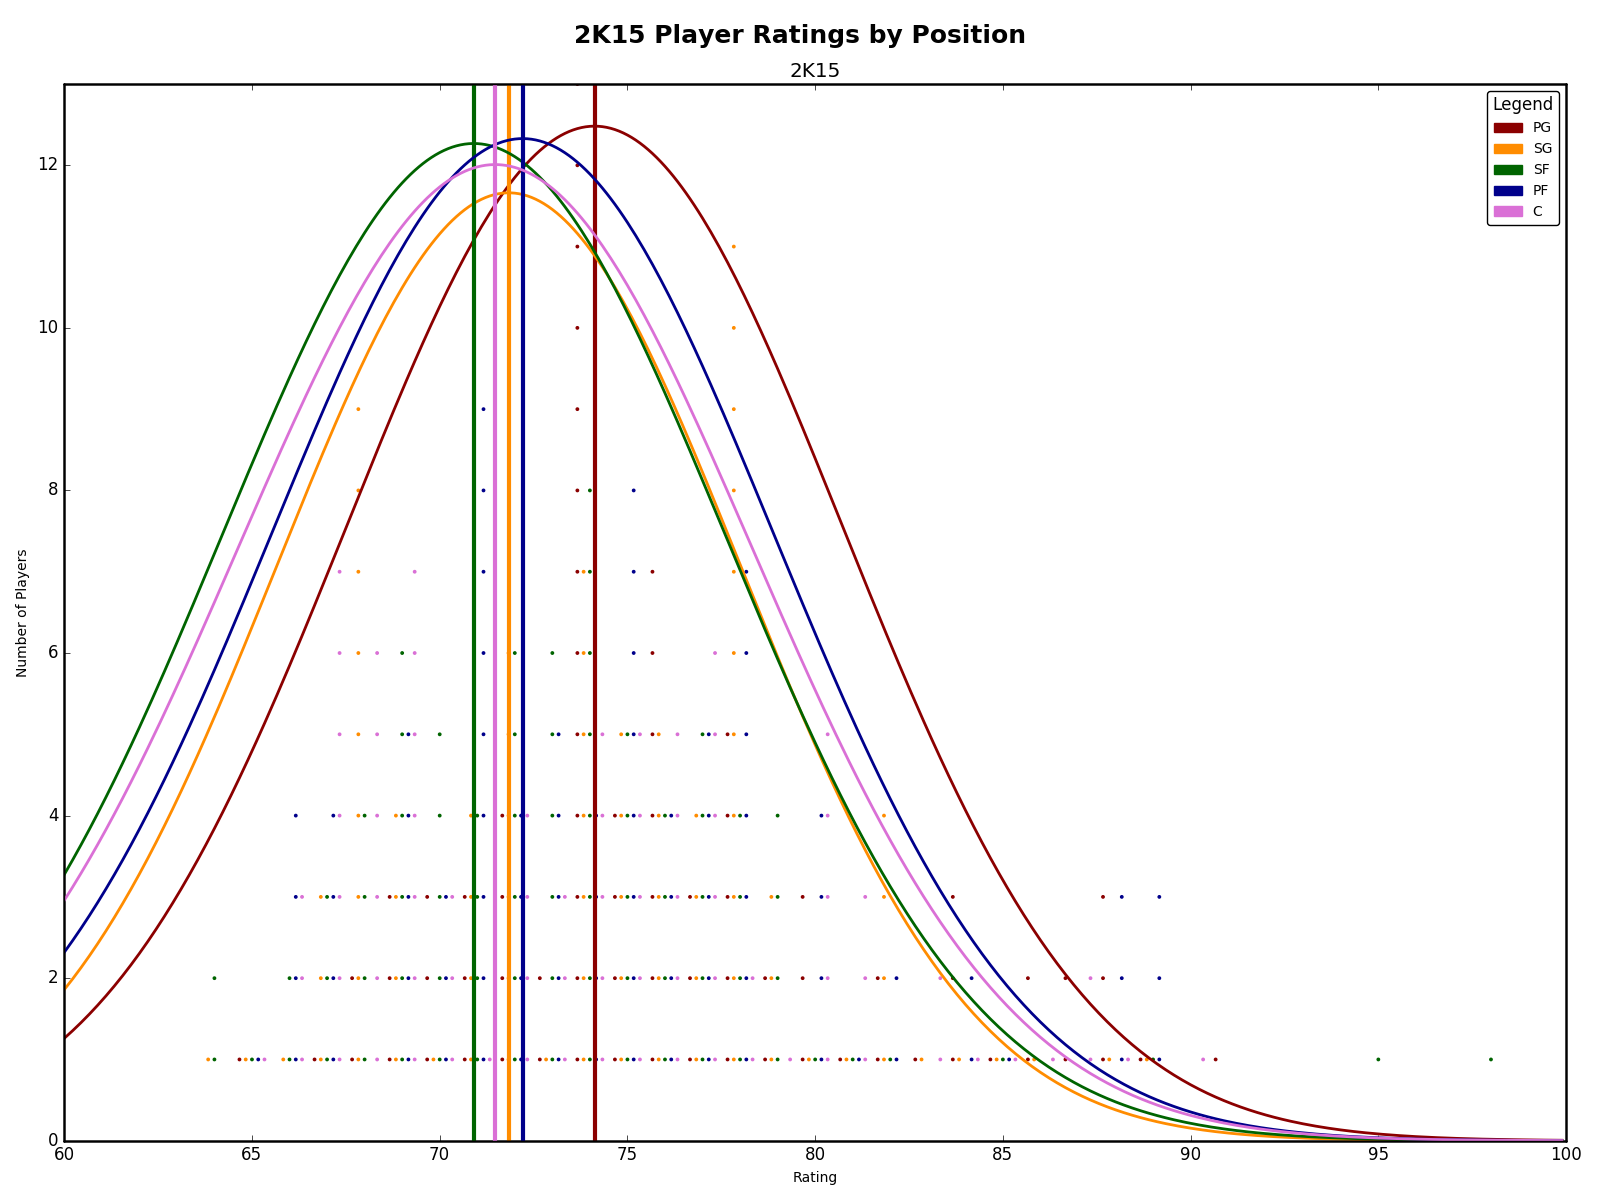 2K15 Player Ratings by Position
2K15
Legend
PG
SG
SF
PF
C
12
10
8
6
4
2
0
Number of Players
60 65 70 75 80 85 90 95 100
Rating